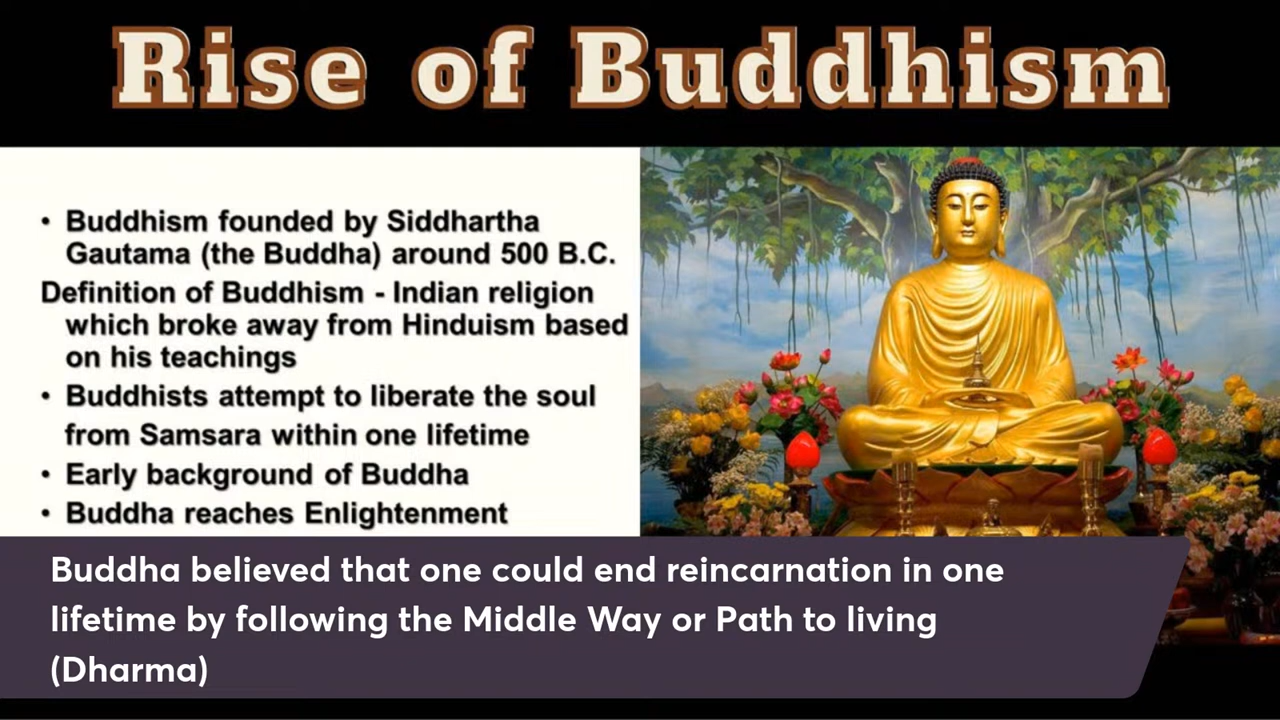 Rise of Buddhism
• Buddhism founded by Siddhartha
Gautama (the Buddha) around 500 B.C.
Definition of Buddhism - Indian religion
which broke away from Hinduism based
on his teachings
• Buddhists attempt to liberate the soul
from Samsara within one lifetime
• Early background of Buddha
• Buddha reaches Enlightenment
Buddha believed that one could end reincarnation in one
lifetime by following the Middle Way or Path to living
(Dharma)